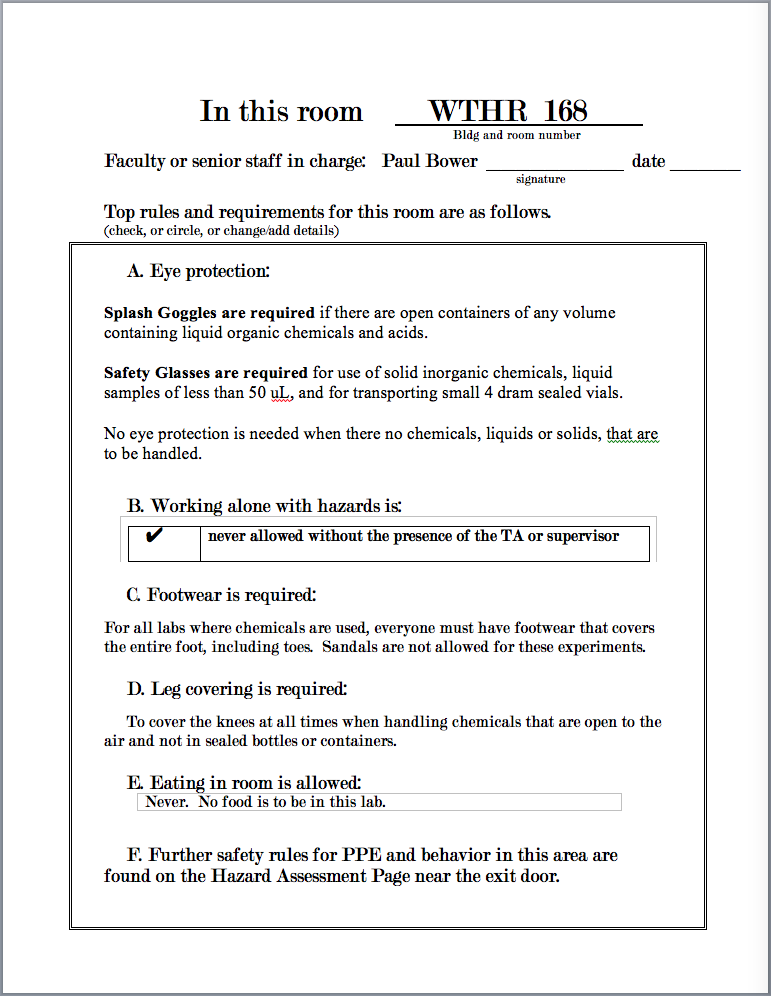 In this room WTHR 168
Bldg and room number
Faculty or senior staff in charge: Paul Bower date
signature
Top rules and requirements for this room are as follows.
(check, or circle, or change/add details)
A. Eye protection:
Splash Goggles are required if there are open containers of any volume
containing liquid organic chemicals and acids.
Safety Glasses are required for use of solid inorganic chemicals, liquid
samples of less than 50 uL, and for transporting small 4 dram sealed vials.
No eye protection is needed when there no chemicals, liquids or solids, that are
to be handled.
B. Working alone with hazards is:
✔ never allowed without the presence of the TA or supervisor
C. Footwear is required:
For all labs where chemicals are used, everyone must have footwear that covers
the entire foot, including toes. Sandals are not allowed for these experiments.
D. Leg covering is required:
To cover the knees at all times when handling chemicals that are open to the
air and not in sealed bottles or containers.
E. Eating in room is allowed:
Never. No food is to be in this lab.
F. Further safety rules for PPE and behavior in this area are
found on the Hazard Assessment Page near the exit door.